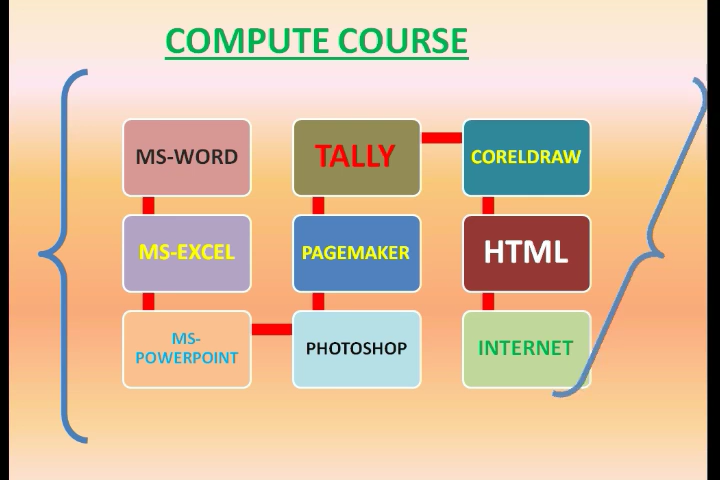 COMPUTE COURSE
MS-WORD
TALLY
CORELDRAW
MS-EXCEL
PAGEMAKER
HTML
MS-
POWERPOINT
PHOTOSHOP
INTERNET